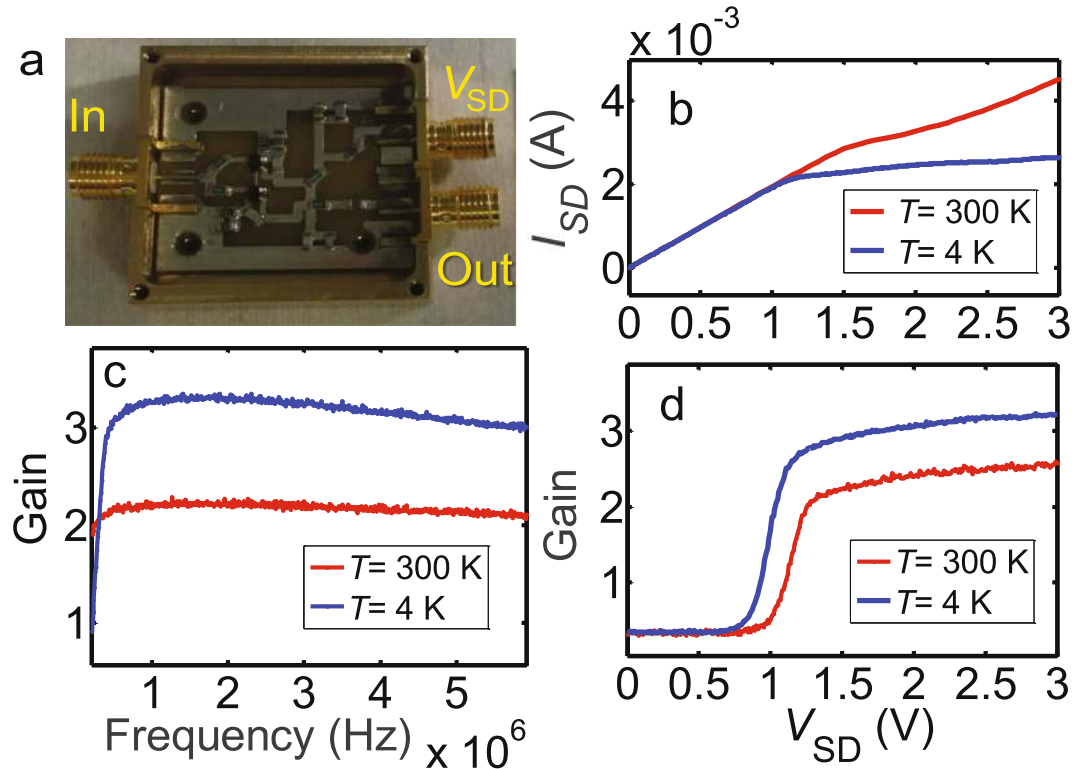 a
In
V_SD
Out
x 10^-3
b
I_SD (A)
4
2
0
T= 300 K
T= 4 K
0 0.5 1 1.5 2 2.5 3
c
Gain
3
2
1
T= 300 K
T= 4 K
1 2 3 4 5
Frequency (Hz) x 10^6
d
Gain
3
2
1
T= 300 K
T= 4 K
0 0.5 1 1.5 2 2.5 3
V_SD (V)